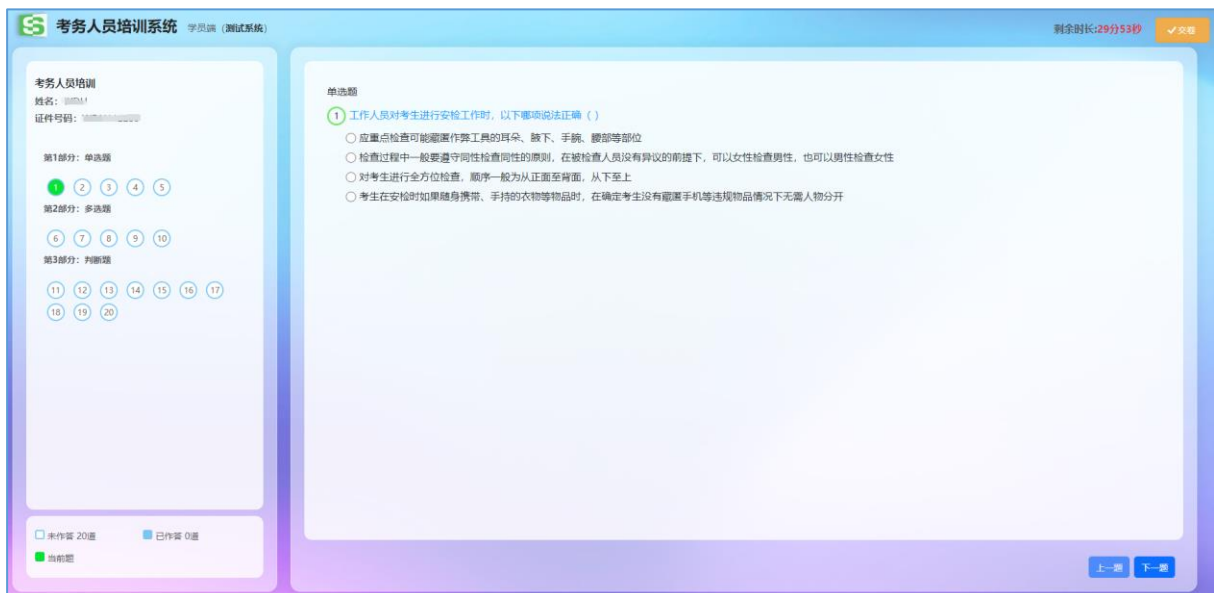 考务人员培训系统 学员端（测试系统）
剩余时长:29分53秒
✓交卷
考务人员培训
姓名：
证件号码：
第1部分：单选题
1 2 3 4 5
第2部分：多选题
6 7 8 9 10
第3部分：判断题
11 12 13 14 15 16 17
18 19 20
未作答 20道 已作答 0道
当前题
单选题
1 工作人员对考生进行安检工作时，以下哪项说法正确（ ）
应重点检查可能藏匿作弊工具的耳朵、腋下、手腕、腰部等部位
检查过程中一般要遵守同性检查同性的原则，在被检查人员没有异议的前提下，可以女性检查男性，也可以男性检查女性
对考生进行全方位检查，顺序一般为从正面至背面，从下至上
考生在安检时如果随身携带、手持的衣物等物品时，在确定考生没有藏匿手机等违规物品情况下无需人物分开
上一题 下一题